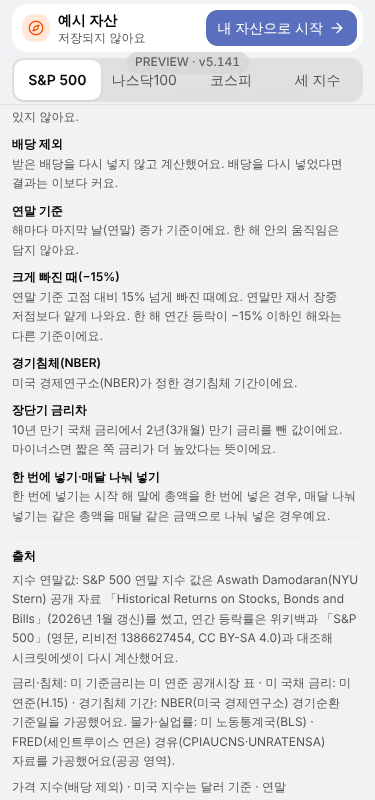 예시 자산
저장되지 않아요
내 자산으로 시작 →
PREVIEW · v5.141
S&P 500 나스닥100 코스피 세 지수
있지 않아요.
배당 제외
받은 배당을 다시 넣지 않고 계산했어요. 배당을 다시 넣었다면
결과는 이보다 커요.
연말 기준
해마다 마지막 날(연말) 종가 기준이에요. 한 해 안의 움직임은
담지 않아요.
크게 빠진 때(−15%)
연말 기준 고점 대비 15% 넘게 빠진 때예요. 연말만 재서 장중
저점보다 얕게 나와요. 한 해 연간 등락이 −15% 이하인 해와는
다른 기준이에요.
경기침체(NBER)
미국 경제연구소(NBER)가 정한 경기침체 기간이에요.
장단기 금리차
10년 만기 국채 금리에서 2년(3개월) 만기 금리를 뺀 값이에요.
마이너스면 짧은 쪽 금리가 더 높았다는 뜻이에요.
한 번에 넣기·매달 나눠 넣기
한 번에 넣기는 시작 해 말에 총액을 한 번에 넣은 경우, 매달 나눠
넣기는 같은 총액을 매달 같은 금액으로 나눠 넣은 경우예요.
출처
지수 연말값: S&P 500 연말 지수 값은 Aswath Damodaran(NYU
Stern) 공개 자료 「Historical Returns on Stocks, Bonds and
Bills」(2026년 1월 갱신)를 썼고, 연간 등락률은 위키백과 「S&P
500」(영문, 리비전 1386627454, CC BY-SA 4.0)과 대조해
시크릿에셋이 다시 계산했어요.
금리·침체: 미 기준금리는 미 연준 공개시장 표 · 미 국채 금리: 미
연준(H.15) · 경기침체 기간: NBER(미국 경제연구소) 경기순환
기준일을 가공했어요. 물가·실업률: 미 노동통계국(BLS) ·
FRED(세인트루이스 연은) 경유(CPIAUCNS·UNRATENSA)
자료를 가공했어요(공공 영역).
가격 지수(배당 제외) · 미국 지수는 달러 기준 · 연말